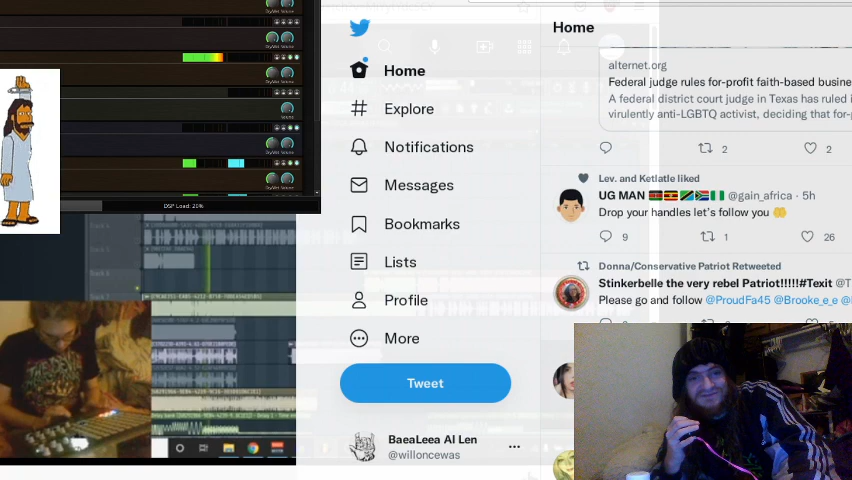 Home
Explore
Notifications
Messages
Bookmarks
Lists
Profile
More
Tweet
BaeaLeea Al Len
@willoncewas
Home
alternet.org
Federal judge rules for-profit faith-based busine
A federal district court judge in Texas has ruled
virulently anti-LGBTQ activist, deciding that for-
2 2
Lev. and Ketlatle liked
UG MAN @gain_africa · 5h
Drop your handles let's follow you
9 1 26
Donna/Conservative Patriot Retweeted
Stinkerbelle the very rebel Patriot!!!!!#Texit @T
Please go and follow @ProudFa45 @Brooke_e_e @
DSP Load: 20%